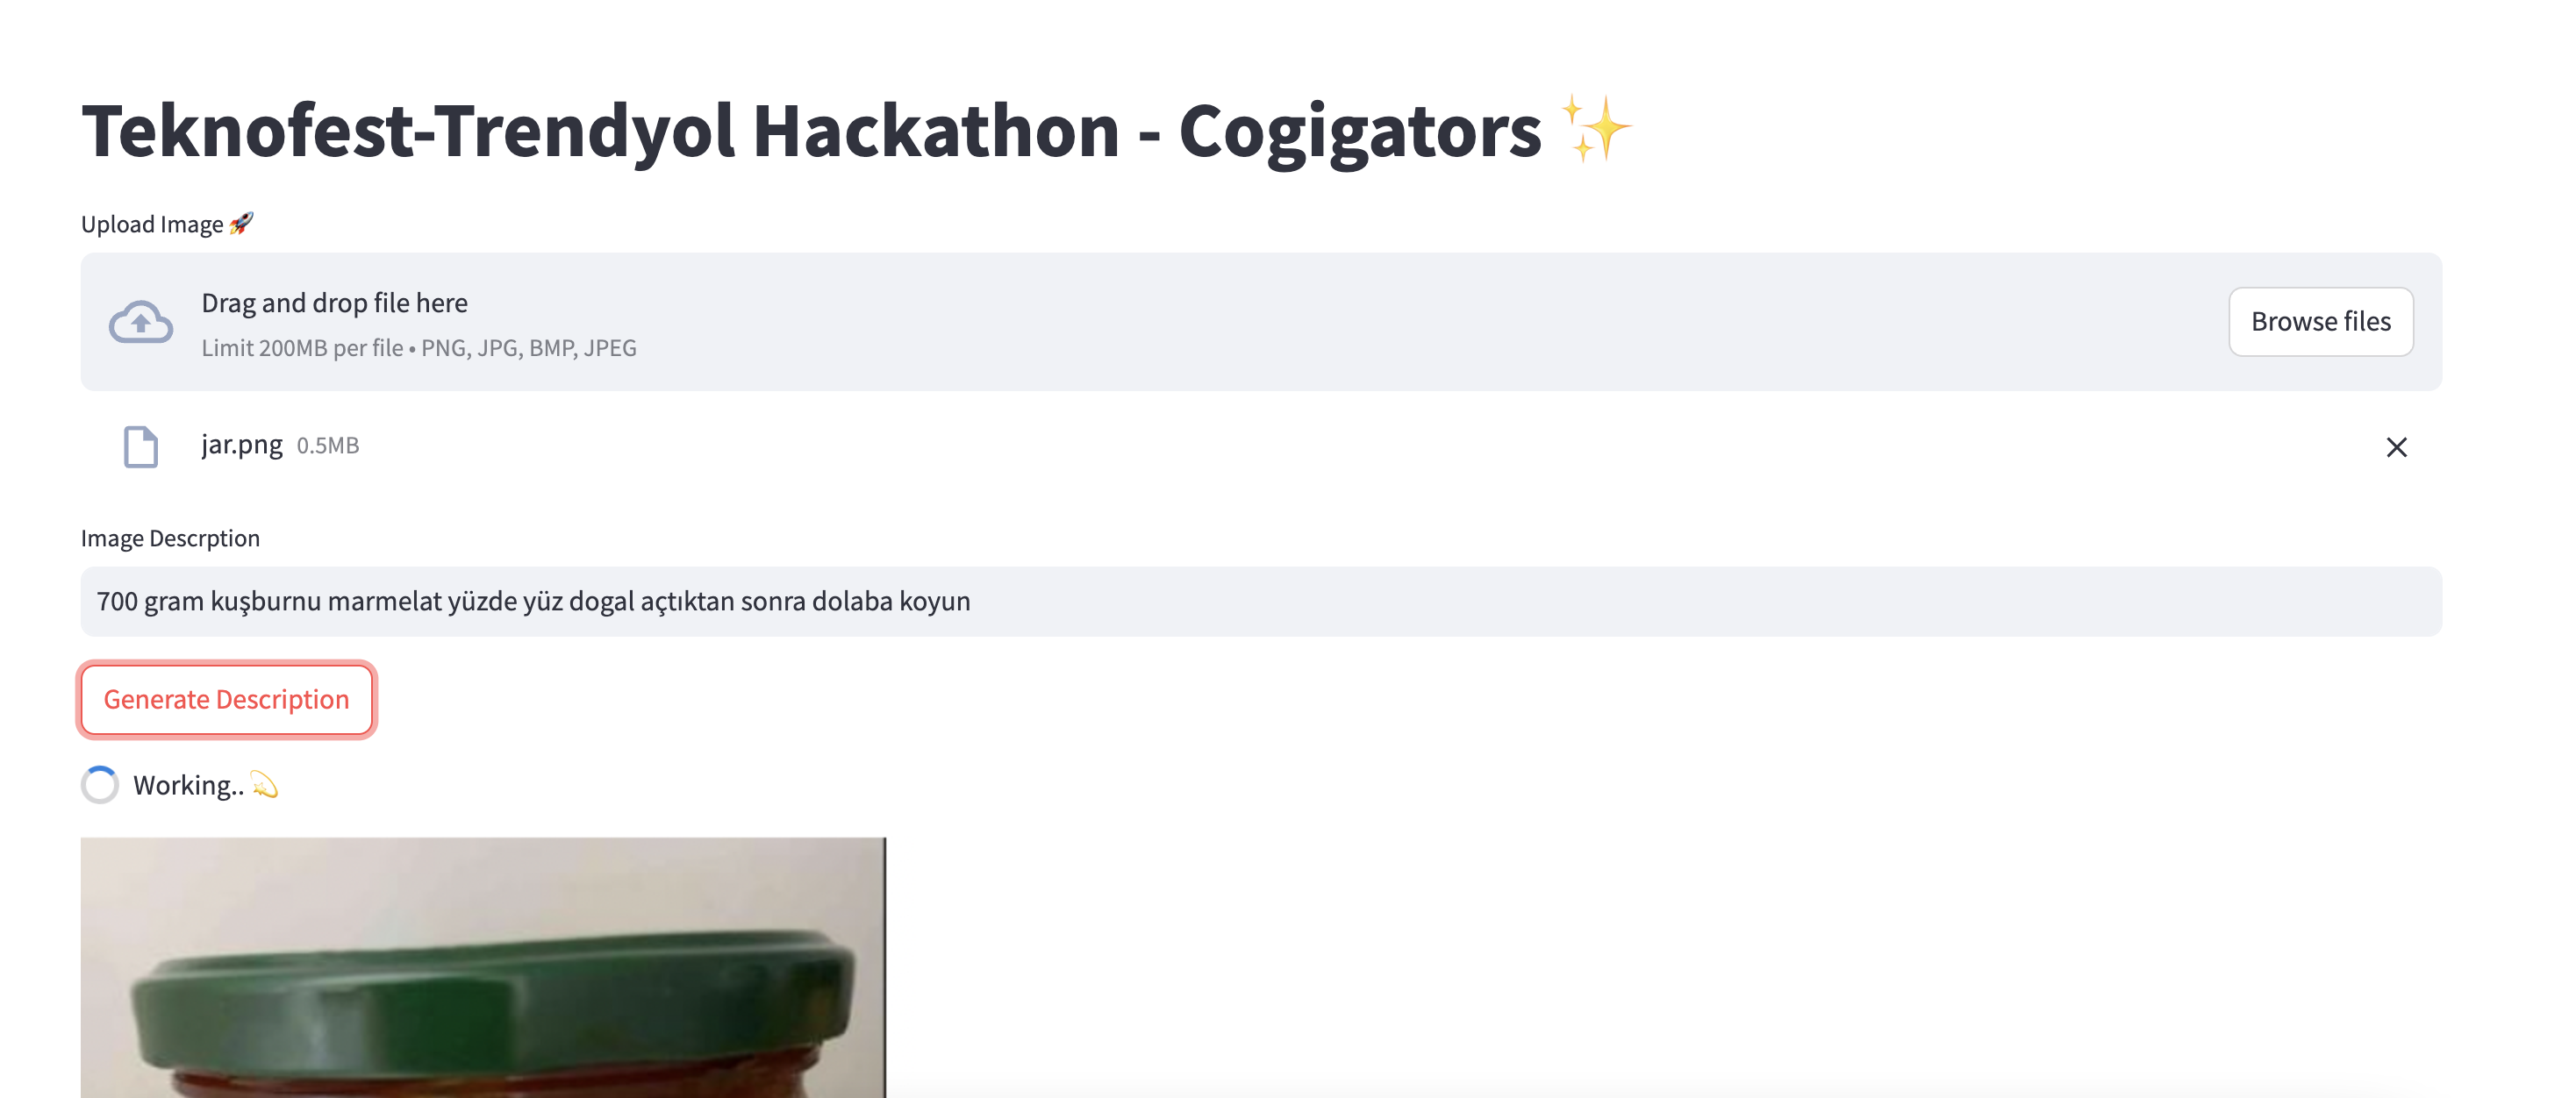 Teknofest-Trendyol Hackathon - Cogigators ✨
Upload Image 🚀
Drag and drop file here
Limit 200MB per file • PNG, JPG, BMP, JPEG
Browse files
jar.png 0.5MB
Image Descrption
700 gram kuşburnu marmelat yüzde yüz dogal açtıktan sonra dolaba koyun
Generate Description
Working.. 💫